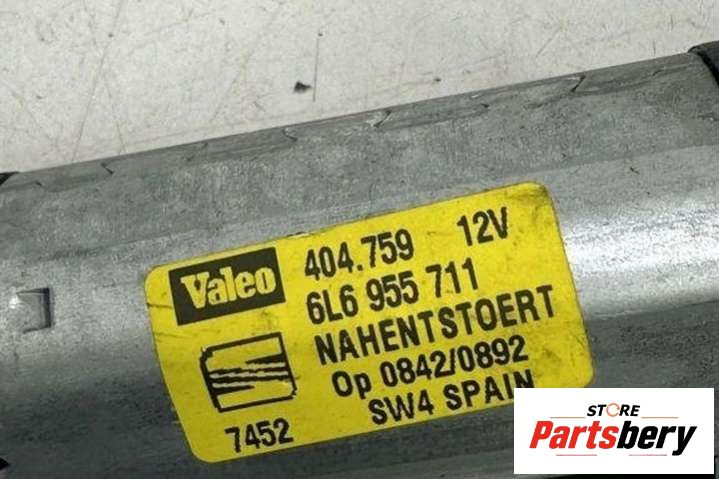 Valeo
404.759 12V
6L6 955 711
NAHENTSTOERT
Op 0842/0892
7452
SW4 SPAIN
STORE
Partsbery